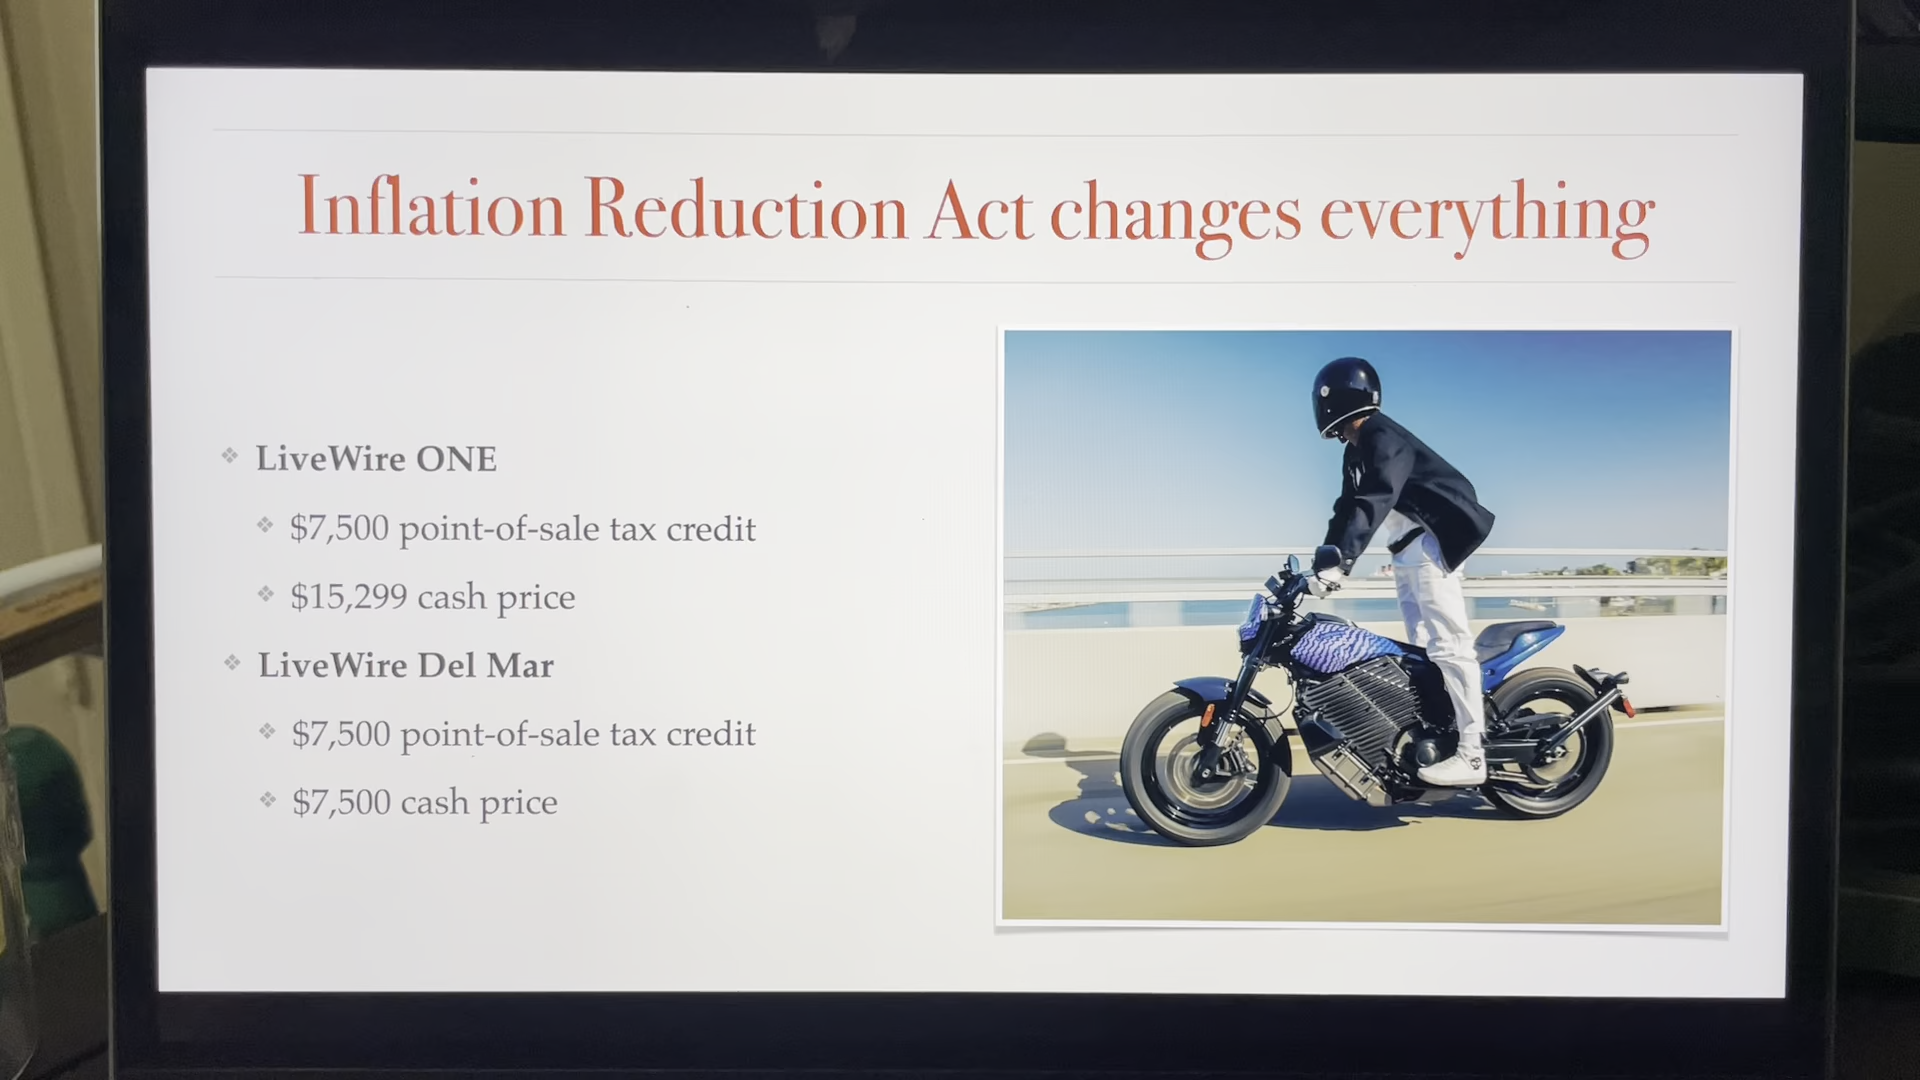 Inflation Reduction Act changes everything
LiveWire ONE
$7,500 point-of-sale tax credit
$15,299 cash price
LiveWire Del Mar
$7,500 point-of-sale tax credit
$7,500 cash price